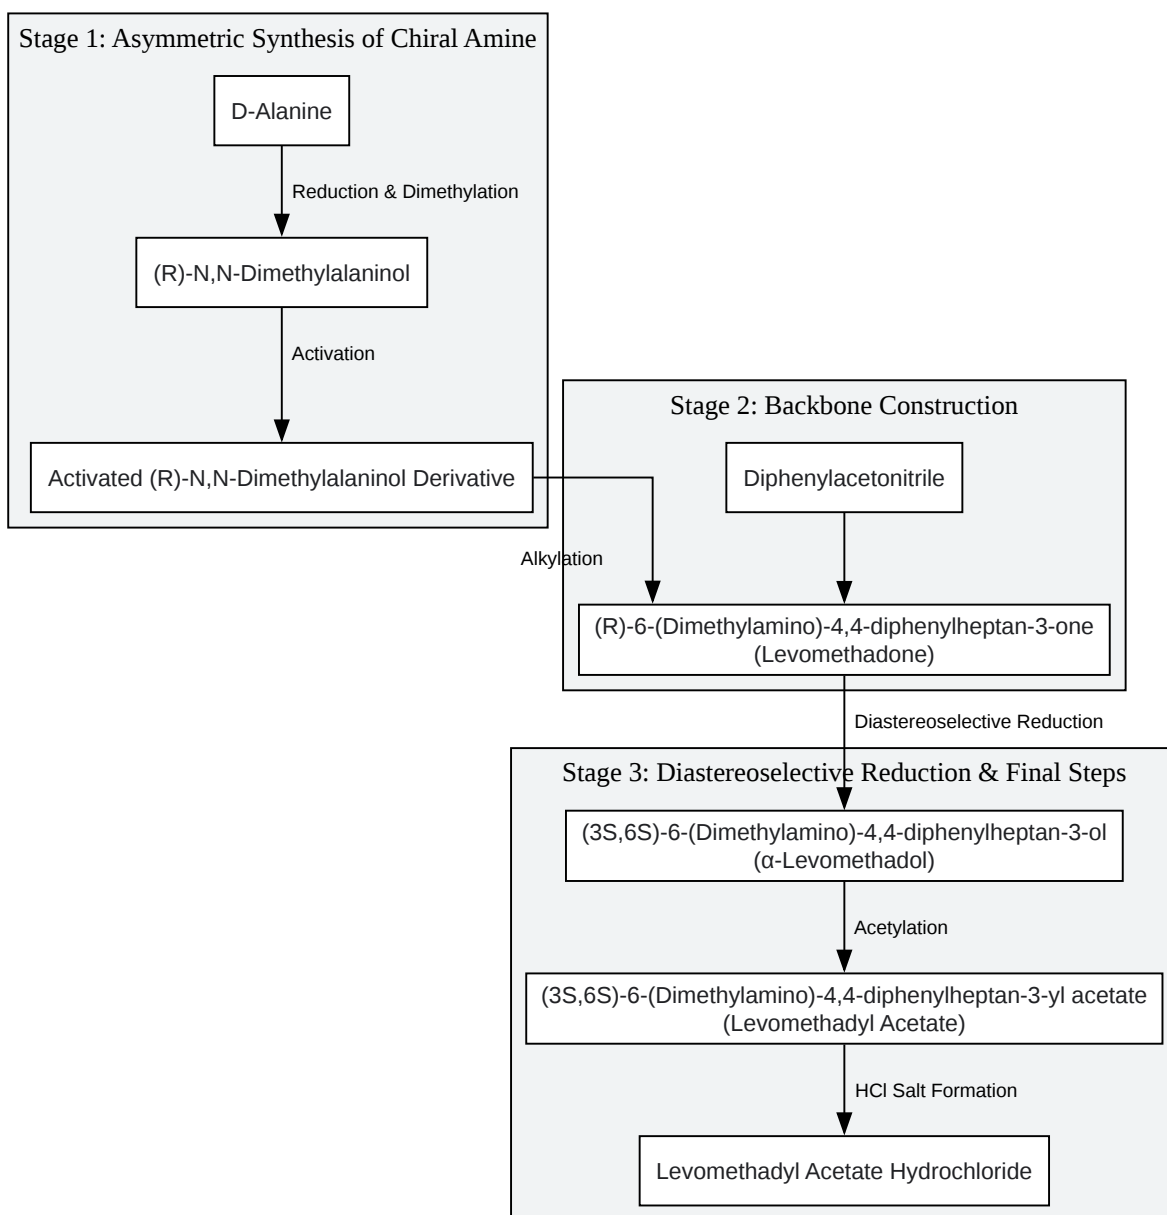 Stage 1: Asymmetric Synthesis of Chiral Amine
D-Alanine
Reduction & Dimethylation
(R)-N,N-Dimethylalaninol
Activation
Activated (R)-N,N-Dimethylalaninol Derivative
Stage 2: Backbone Construction
Diphenylacetonitrile
Alkylation
(R)-6-(Dimethylamino)-4,4-diphenylheptan-3-one
(Levomethadone)
Diastereoselective Reduction
Stage 3: Diastereoselective Reduction & Final Steps
(3S,6S)-6-(Dimethylamino)-4,4-diphenylheptan-3-ol
(α-Levomethadol)
Acetylation
(3S,6S)-6-(Dimethylamino)-4,4-diphenylheptan-3-yl acetate
(Levomethadyl Acetate)
HCl Salt Formation
Levomethadyl Acetate Hydrochloride